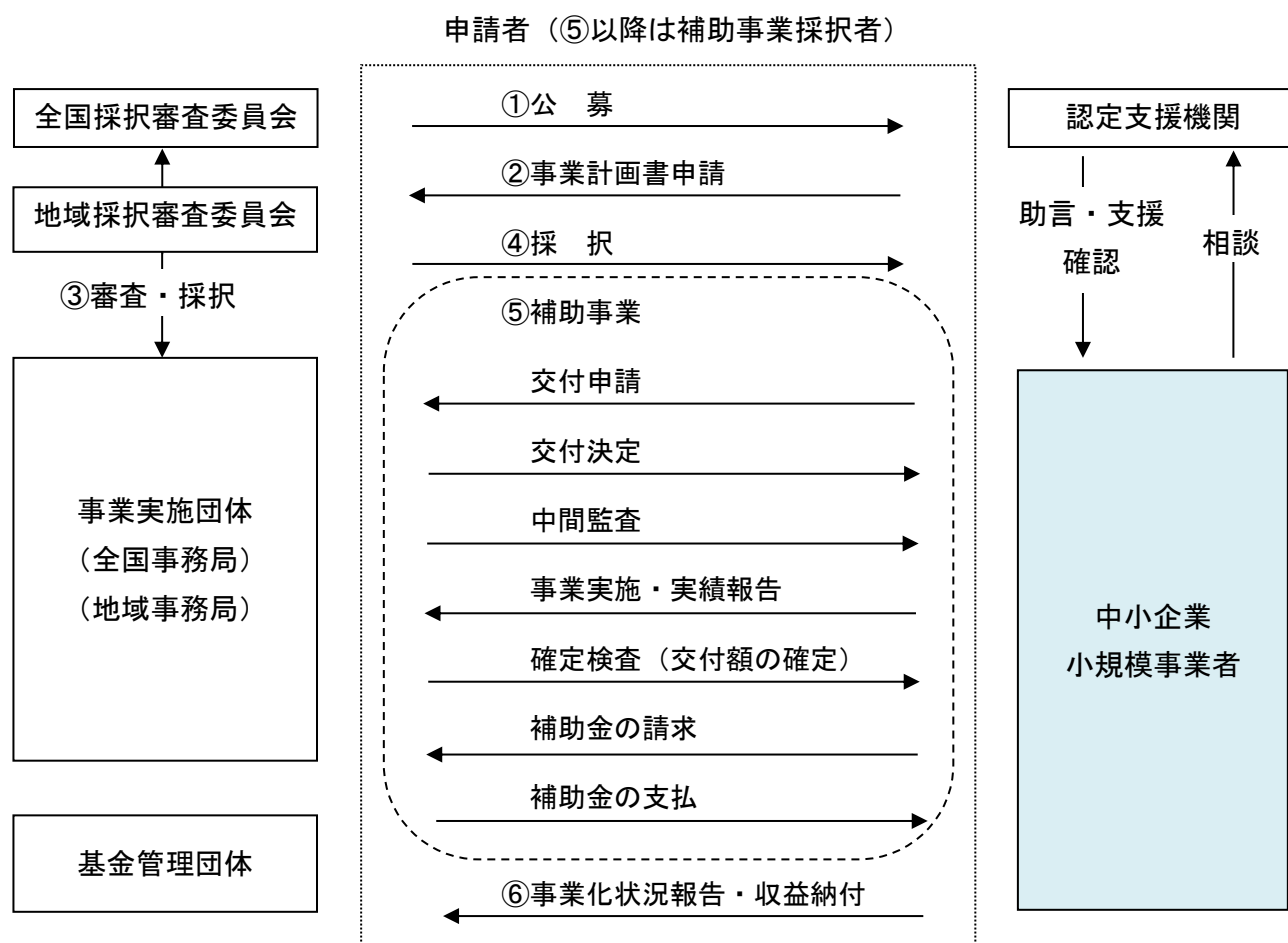 申請者（⑤以降は補助事業採択者）
全国採択審査委員会
地域採択審査委員会
③審査・採択
事業実施団体
（全国事務局）
（地域事務局）
基金管理団体
①公　募
②事業計画書申請
④採　択
⑤補助事業
交付申請
交付決定
中間監査
事業実施・実績報告
確定検査（交付額の確定）
補助金の請求
補助金の支払
⑥事業化状況報告・収益納付
認定支援機関
助言・支援
確認
相談
中小企業
小規模事業者